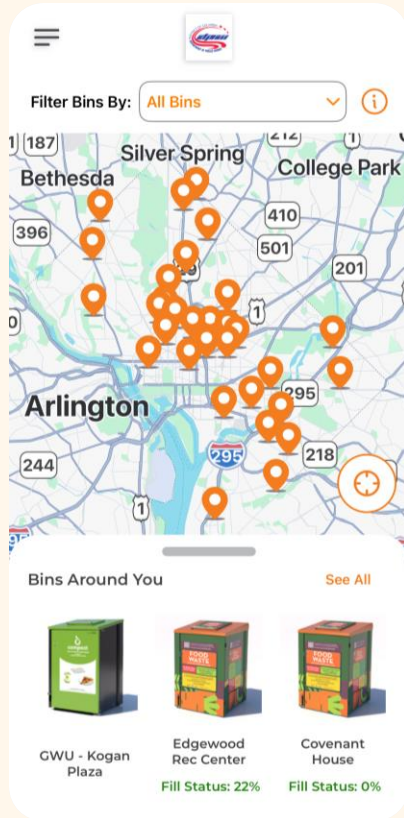 Filter Bins By:
All Bins
i
212
1
187
Silver Spring
College Park
Bethesda
410
396
501
201
1
Arlington
295
295
244
218
1
Bins Around You
See All
compost
FOOD
WASTE
FOOD
WASTE
GWU - Kogan
Plaza
Edgewood
Rec Center
Covenant
House
Fill Status: 22%
Fill Status: 0%